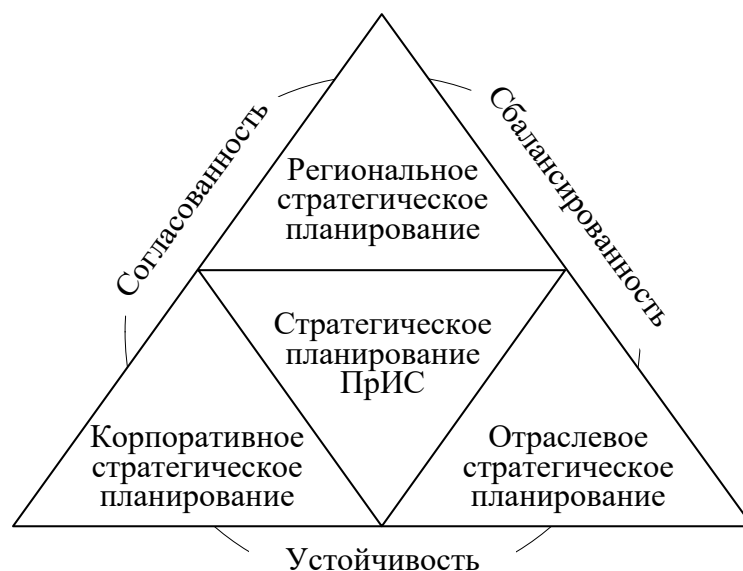 Согласованность
Сбалансированность
Региональное
стратегическое
планирование
Стратегическое
планирование
ПрИС
Корпоративное
стратегическое
планирование
Отраслевое
стратегическое
планирование
Устойчивость